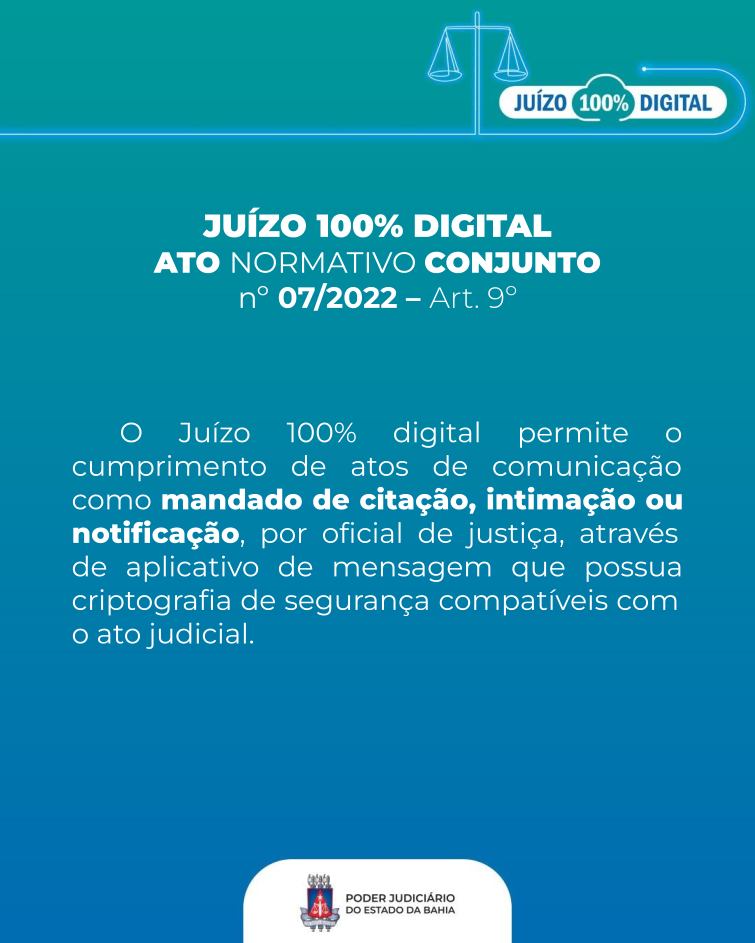 JUÍZO 100% DIGITAL
JUÍZO 100% DIGITAL
ATO NORMATIVO CONJUNTO
nº 07/2022 – Art. 9º
O Juízo 100% digital permite o
cumprimento de atos de comunicação
como mandado de citação, intimação ou
notificação, por oficial de justiça, através
de aplicativo de mensagem que possua
criptografia de segurança compatíveis com
o ato judicial.
PODER JUDICIÁRIO
DO ESTADO DA BAHIA